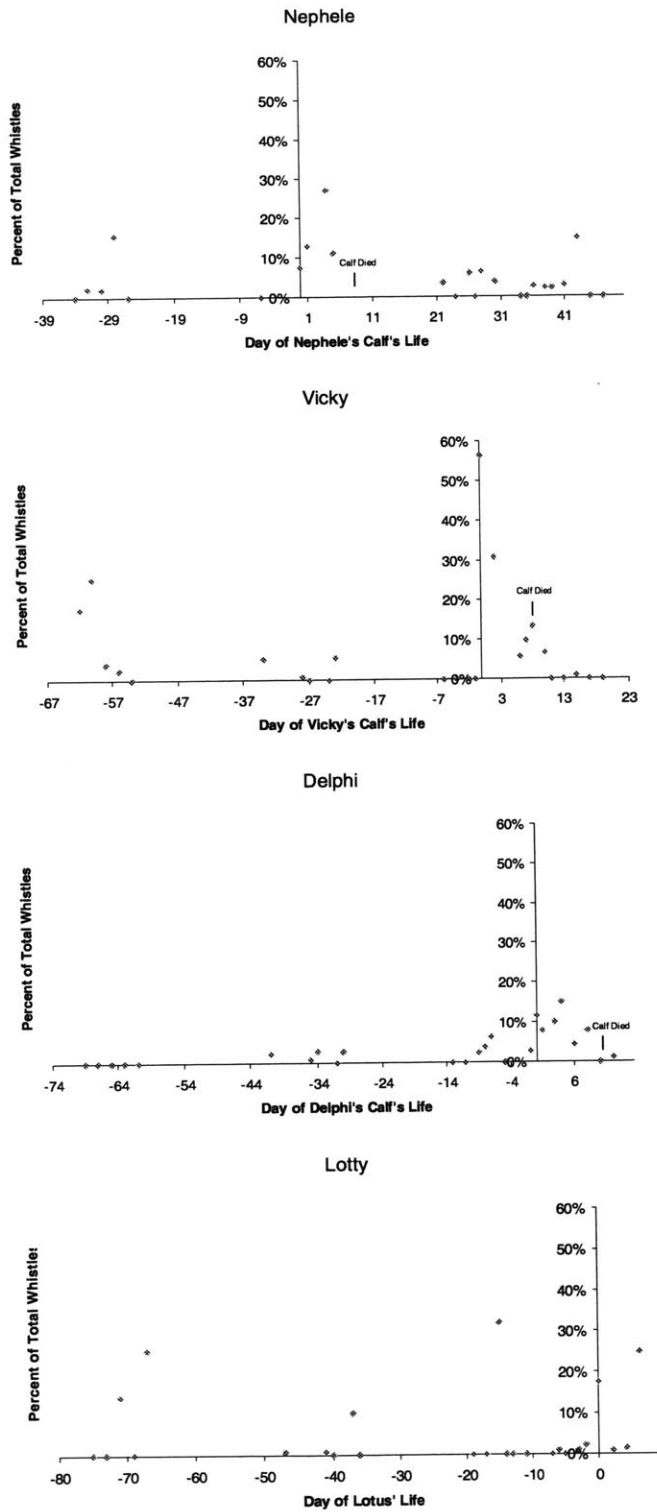 Nephele
Percent of Total Whistles
60%
50%
40%
30%
20%
10%
0%
Calf Died
-39 -29 -19 -9 1 11 21 31 41
Day of Nephele's Calf's Life
Vicky
Percent of Total Whistles
60%
50%
40%
30%
20%
10%
0%
Calf Died
-67 -57 -47 -37 -27 -17 -7 3 13 23
Day of Vicky's Calf's Life
Delphi
Percent of Total Whistles
60%
50%
40%
30%
20%
10%
0%
Calf Died
-74 -64 -54 -44 -34 -24 -14 -4 6
Day of Delphi's Calf's Life
Lotty
Percent of Total Whistles
60%
50%
40%
30%
20%
10%
0%
-80 -70 -60 -50 -40 -30 -20 -10 0
Day of Lotus' Life